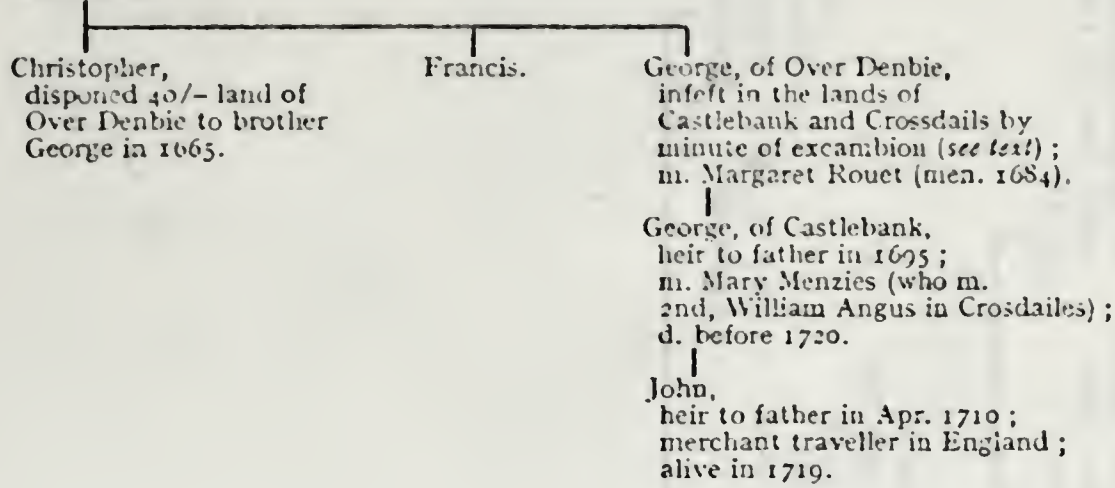 Christopher,
disponed 40/- land of
Over Denbie to brother
George in 1665.
Francis.
George, of Over Denbie,
infeft in the lands of
Castlebank and Crossdails by
minute of excambion (see text) ;
m. Margaret Rouet (men. 1684).
George, of Castlebank,
heir to father in 1695 ;
m. Mary Menzies (who m.
2nd, William Angus in Crosdailes) ;
d. before 1720.
John,
heir to father in Apr. 1710 ;
merchant traveller in England ;
alive in 1719.